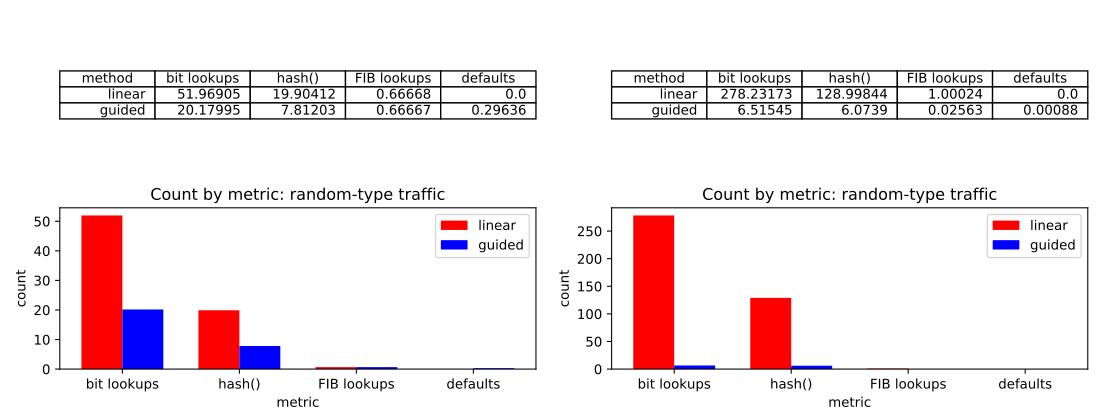 method bit lookups hash() FIB lookups defaults
linear 51.96905 19.90412 0.66668 0.0
guided 20.17995 7.81203 0.66667 0.29636
method bit lookups hash() FIB lookups defaults
linear 278.23173 128.99844 1.00024 0.0
guided 6.51545 6.0739 0.02563 0.00088
Count by metric: random-type traffic
linear
guided
50
40
30
20
10
0
count
bit lookups hash() FIB lookups defaults
metric
Count by metric: random-type traffic
linear
guided
250
200
150
100
50
0
count
bit lookups hash() FIB lookups defaults
metric